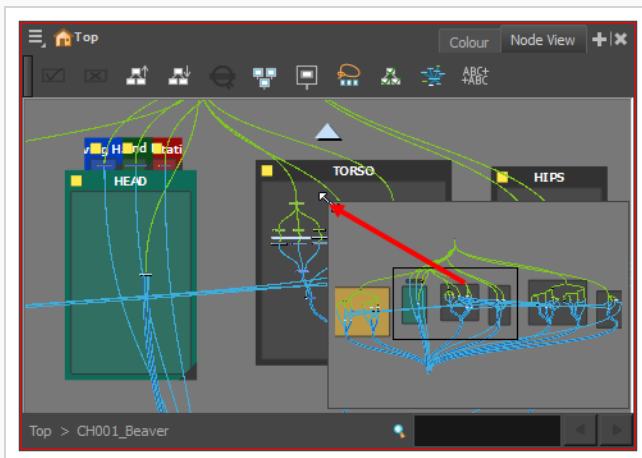 Top
Colour
Node View
ABC+
+ABC
TORSO
HEAD
HIPS
Top > CH001_Beaver